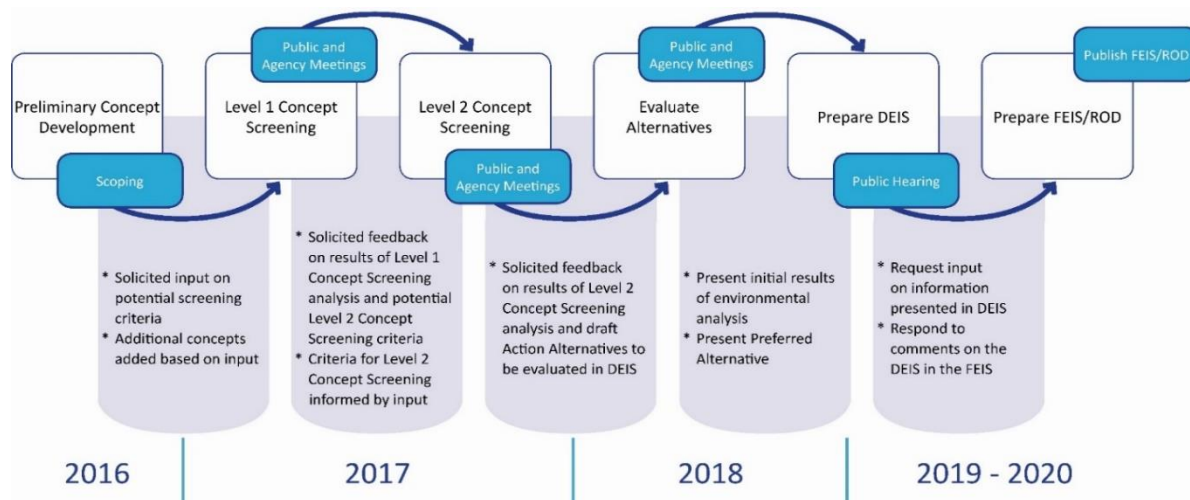 Public and
Agency Meetings
Public and
Agency Meetings
Publish FEIS/ROD
Preliminary Concept
Development
Level 1 Concept
Screening
Level 2 Concept
Screening
Evaluate
Alternatives
Prepare DEIS
Prepare FEIS/ROD
Scoping
Public and
Agency Meetings
Public Hearing
* Solicited input on
potential screening
criteria
* Additional concepts
added based on input
* Solicited feedback
on results of Level 1
Concept Screening
analysis and potential
Level 2 Concept
Screening criteria
* Criteria for Level 2
Concept Screening
informed by input
* Solicited feedback
on results of Level 2
Concept Screening
analysis and draft
Action Alternatives to
be evaluated in DEIS
* Present initial results
of environmental
analysis
* Present Preferred
Alternative
* Request input
on information
presented in DEIS
* Respond to
comments on the
DEIS in the FEIS
2016
2017
2018
2019 - 2020